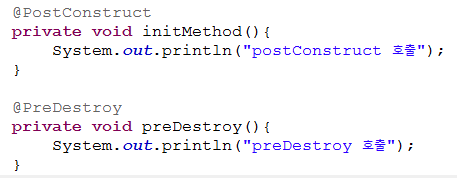 @PostConstruct
private void initMethod(){
    System.out.println("postConstruct 호출");
}
@PreDestroy
private void preDestroy(){
    System.out.println("preDestroy 호출");
}